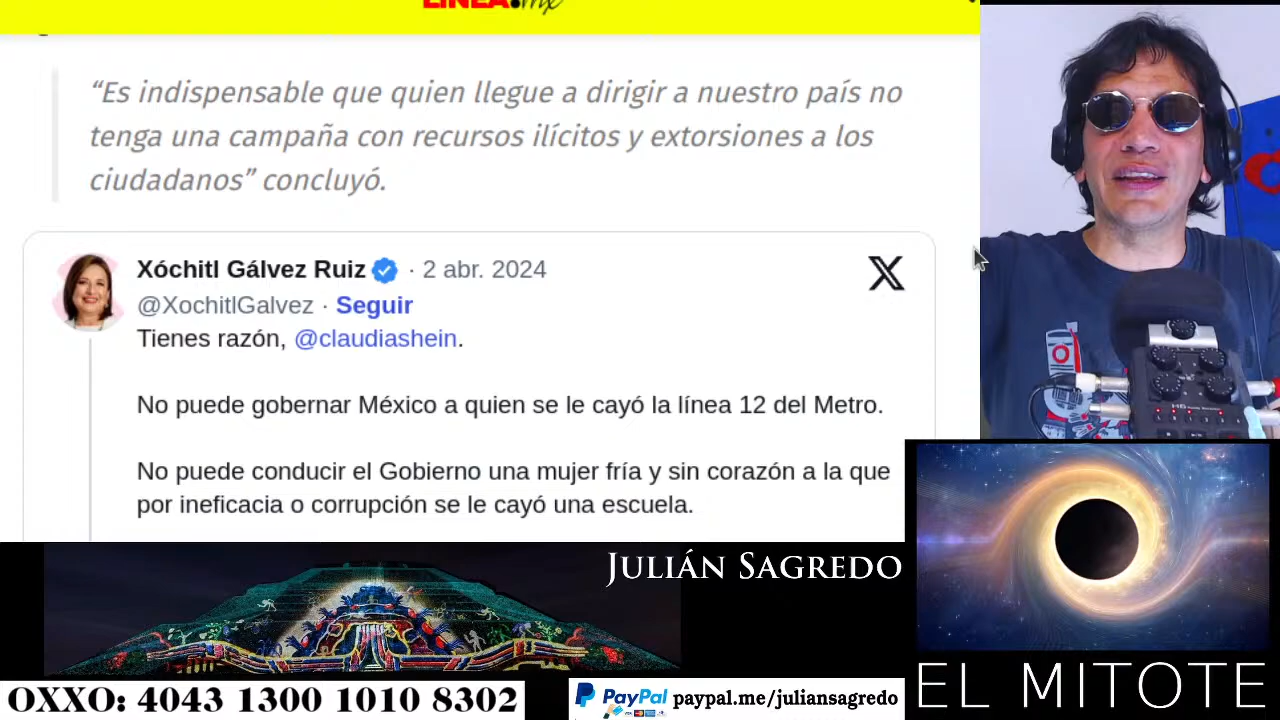 “Es indispensable que quien llegue a dirigir a nuestro país no
tenga una campaña con recursos ilícitos y extorsiones a los
ciudadanos” concluyó.
Xóchitl Gálvez Ruiz · 2 abr. 2024
@XochitlGalvez · Seguir
Tienes razón, @claudiashein.
No puede gobernar México a quien se le cayó la línea 12 del Metro.
No puede conducir el Gobierno una mujer fría y sin corazón a la que
por ineficacia o corrupción se le cayó una escuela.
JULIÁN SAGREDO
OXXO: 4043 1300 1010 8302
PayPal paypal.me/juliansagredo
EL MITOTE